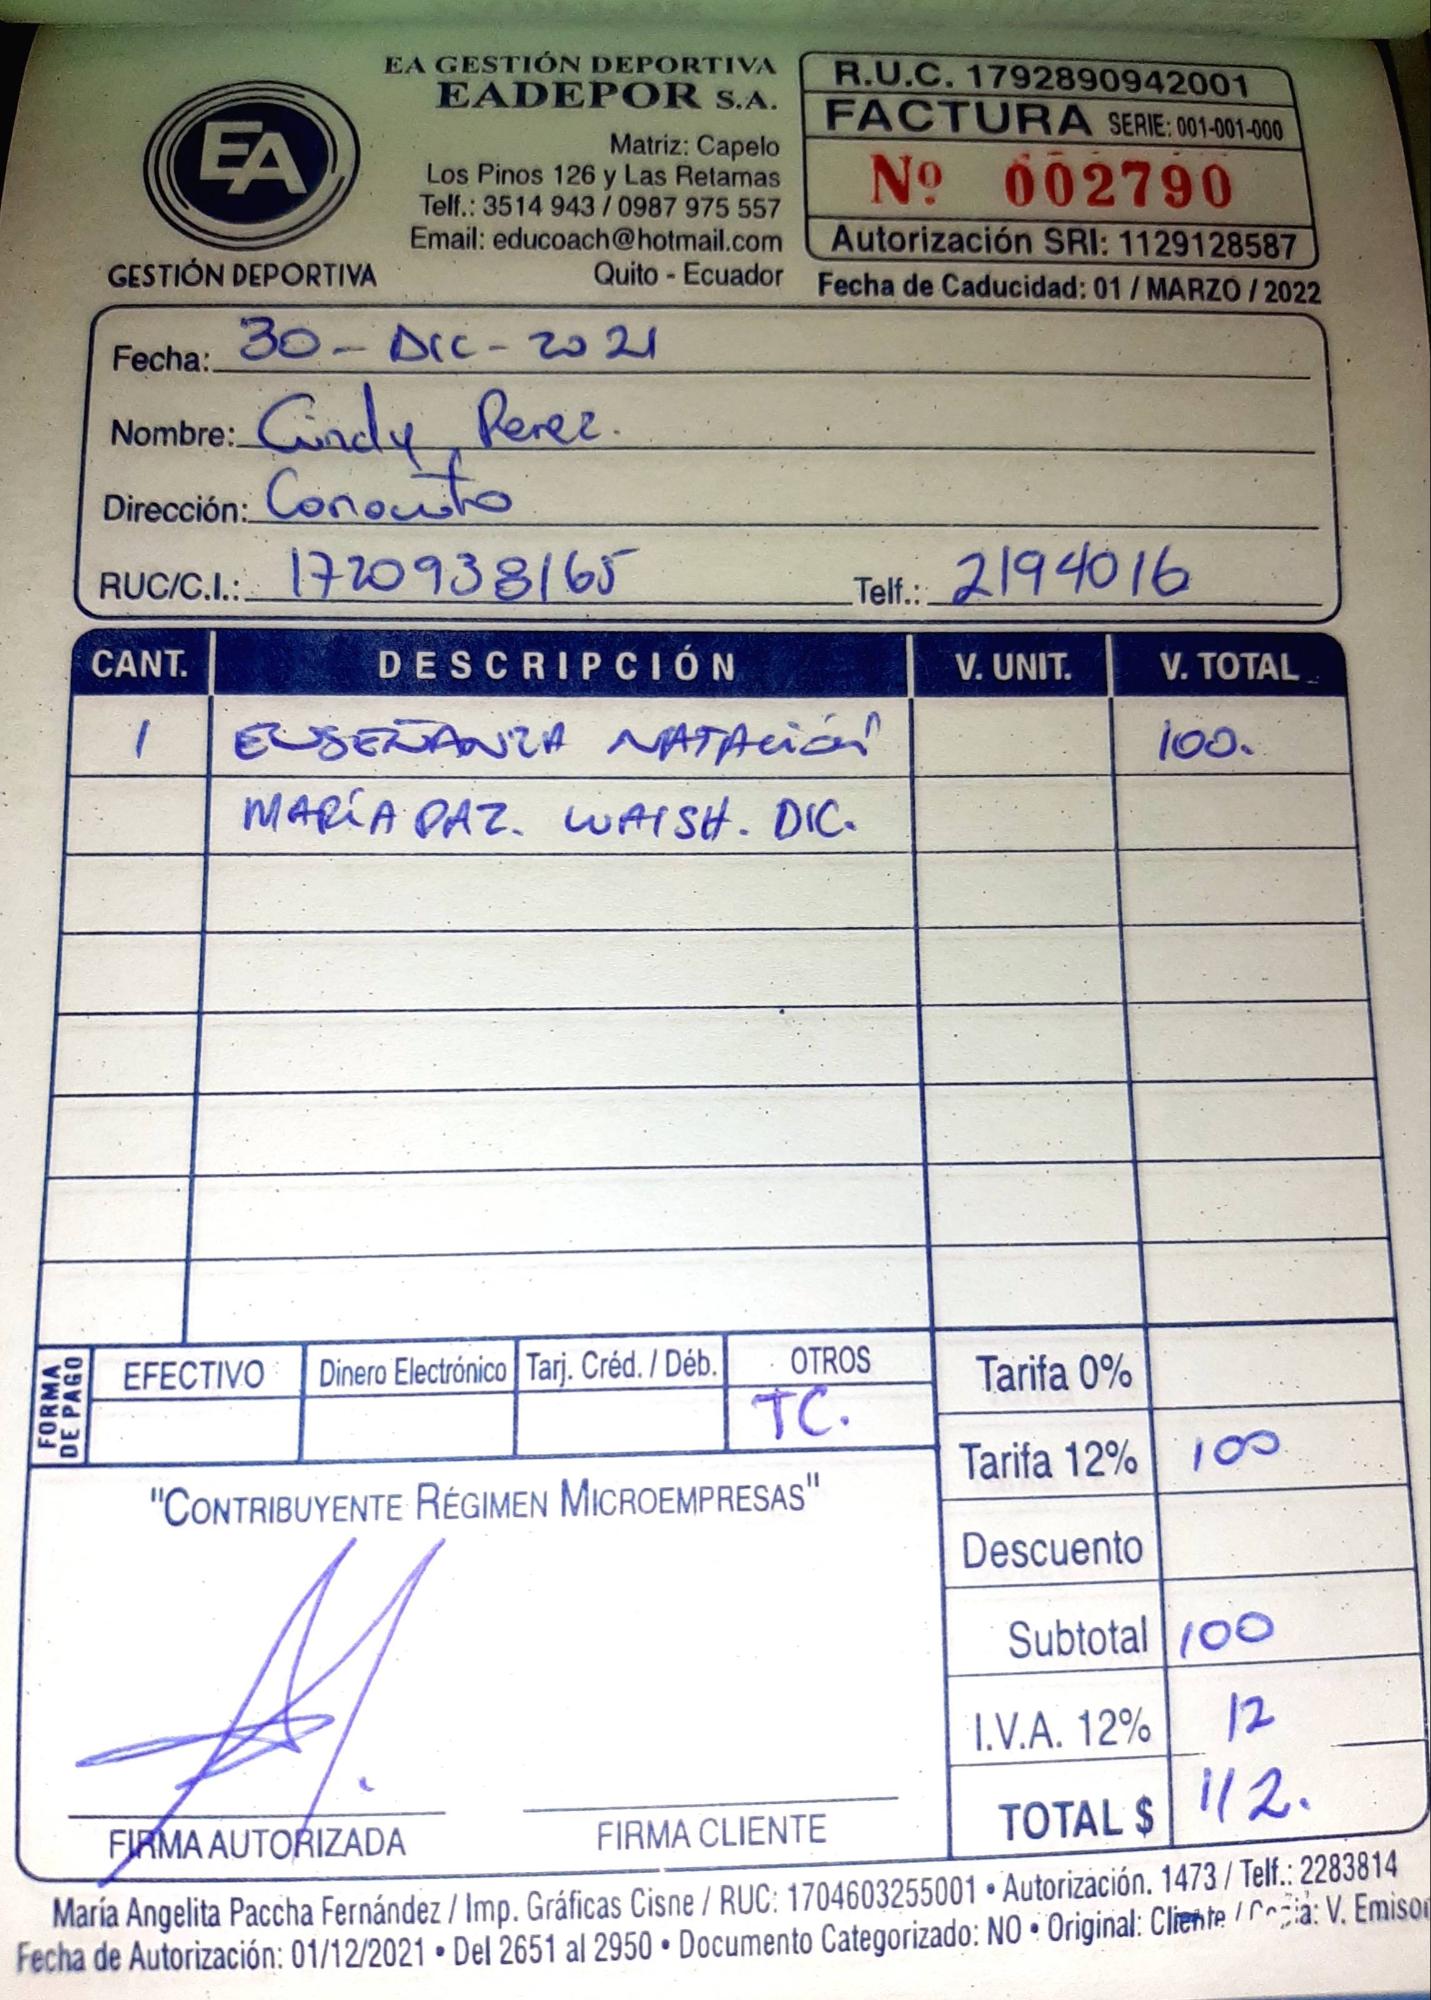 EA GESTIÓN DEPORTIVA
EADEPOR S.A.
EA
GESTIÓN DEPORTIVA
Matriz: Capelo
Los Pinos 126 y Las Retamas
Telf.: 3514 943 / 0987 975 557
Email: educoach@hotmail.com
Quito - Ecuador
R.U.C. 1792890942001
FACTURA SERIE: 001-001-000
Nº 002790
Autorización SRI: 1129128587
Fecha de Caducidad: 01 / MARZO / 2022
Fecha: 30 - DIC - 2021
Nombre: Cindy Perez.
Dirección: Conocoto
RUC/C.I.: 1720938165 Telf.: 2194016
CANT. DESCRIPCIÓN V. UNIT. V. TOTAL
1 ENSEÑANZA NATACIÓN 100.
MARÍA PAZ. WALSH. DIC.
FORMA DE PAGO
EFECTIVO Dinero Electrónico Tarj. Créd. / Déb. OTROS
TC.
Tarifa 0%
Tarifa 12% 100
Descuento
Subtotal 100
I.V.A. 12% 12
TOTAL $ 112.
"CONTRIBUYENTE RÉGIMEN MICROEMPRESAS"
FIRMA AUTORIZADA FIRMA CLIENTE
María Angelita Paccha Fernández / Imp. Gráficas Cisne / RUC: 1704603255001 • Autorización. 1473 / Telf.: 2283814
Fecha de Autorización: 01/12/2021 • Del 2651 al 2950 • Documento Categorizado: NO • Original: Cliente / V. Emisor